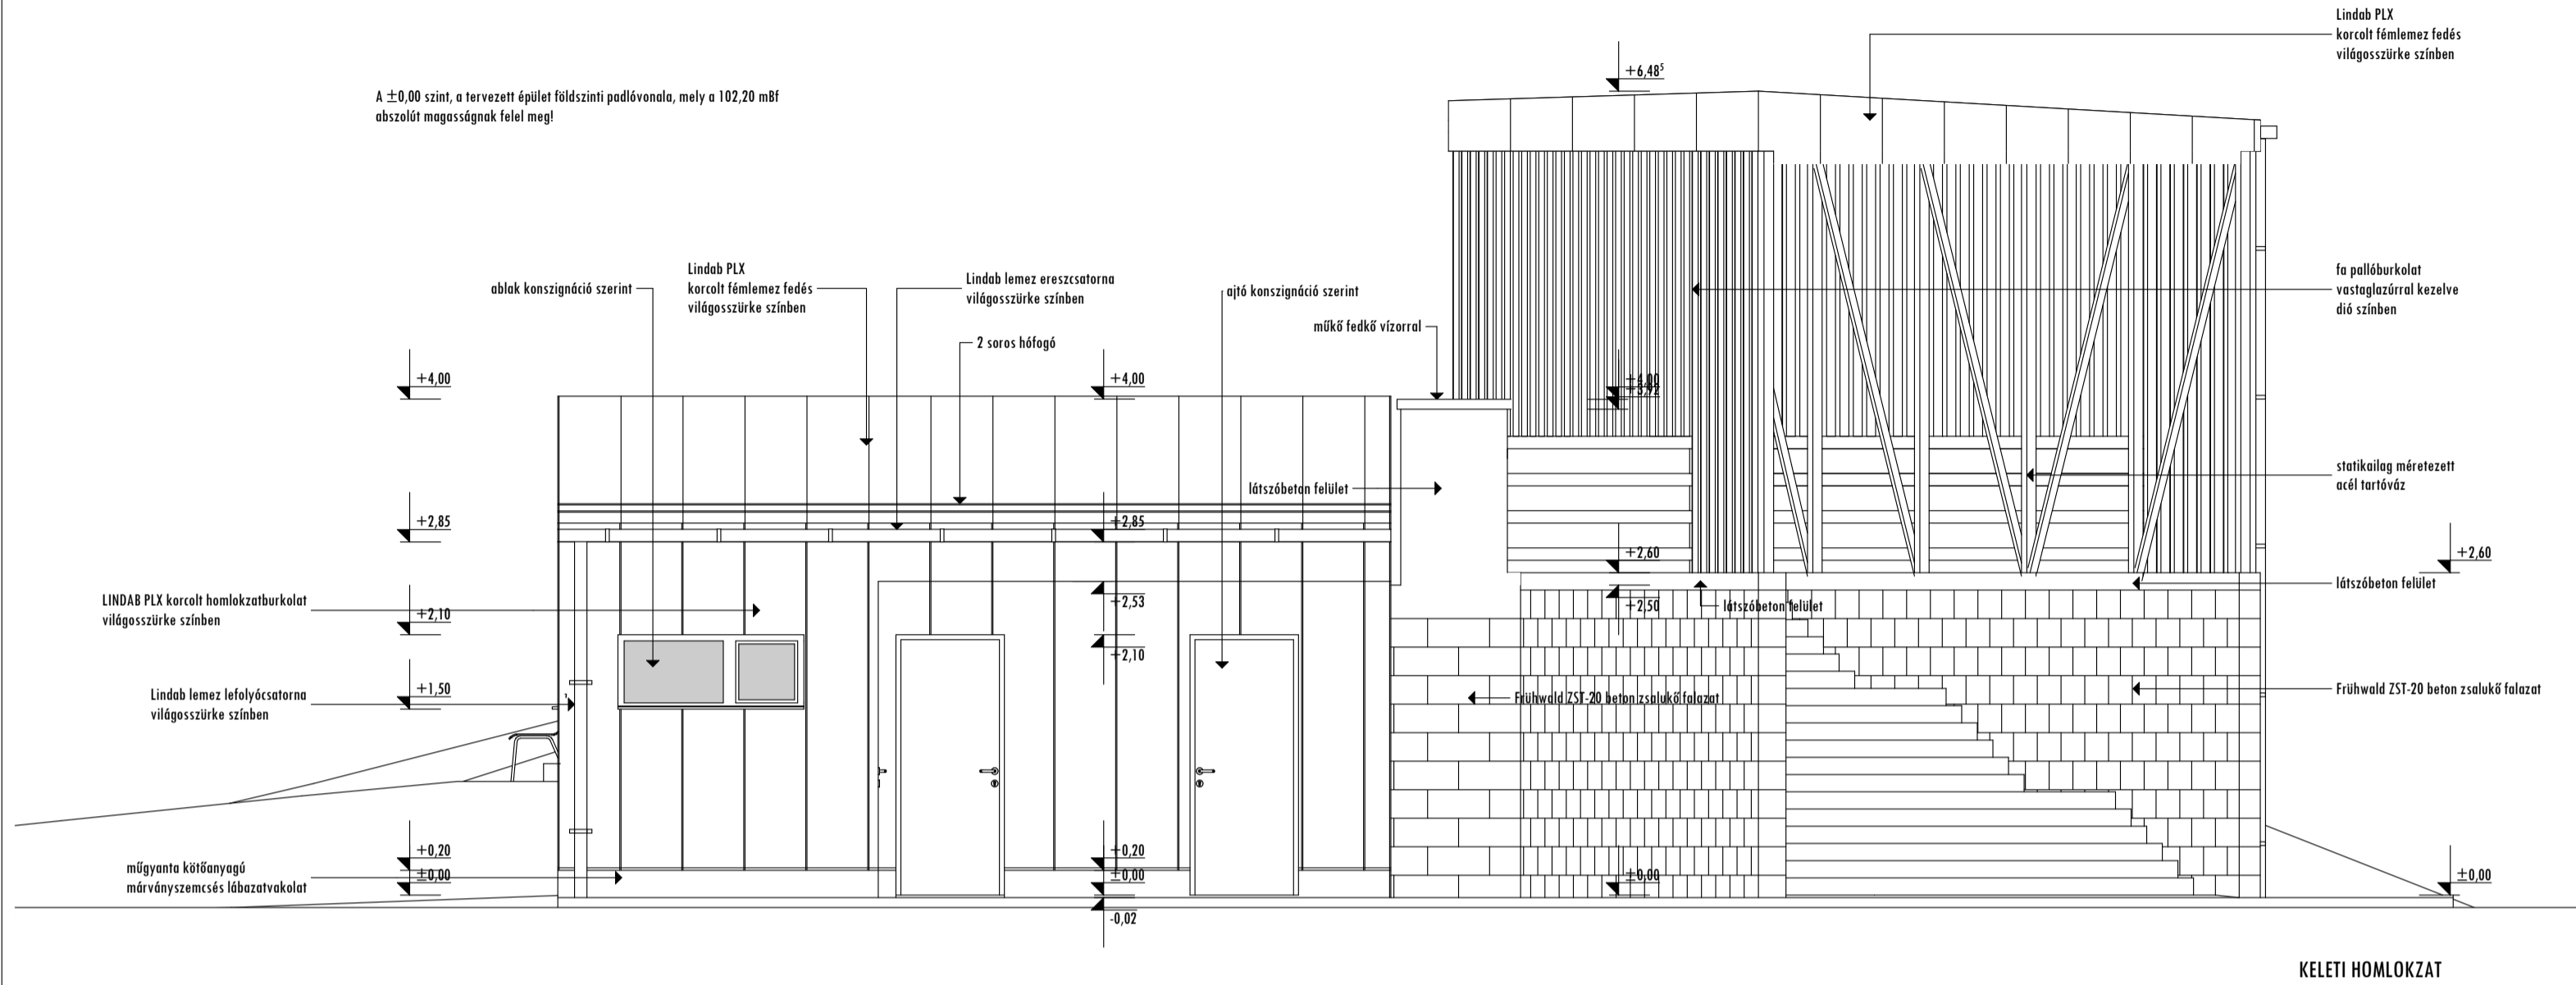 Lindab PLX
korcolt fémlemez fedés
világosszürke színben
+6,48⁵
A ±0,00 szint, a tervezett épület földszinti padlóvonala, mely a 102,20 mBf
abszolút magasságnak felel meg!
Lindab PLX
korcolt fémlemez fedés
világosszürke színben
ablak konszignáció szerint
Lindab lemez ereszcsatorna
világosszürke színben
ajtó konszignáció szerint
fa pallóburkolat
vastaglazúrral kezelve
dió színben
műkő fedkő vízorral
2 soros hófogó
+4,00
+4,00
+4,00
+3,92
látszóbeton felület
statikailag méretezett
acél tartóváz
+2,85
+2,85
+2,60
+2,60
látszóbeton felület
LINDAB PLX korcolt homlokzatburkolat
világosszürke színben
+2,10
+2,53
+2,50
látszóbeton felület
+2,10
Lindab lemez lefolyócsatorna
világosszürke színben
+1,50
Frühwald ZST-20 beton zsalukő falazat
Frühwald ZST-20 beton zsalukő falazat
műgyanta kötőanyagú
márványszemcsés lábazatvakolat
+0,20
±0,00
+0,20
±0,00
±0,00
±0,00
-0,02
KELETI HOMLOKZAT